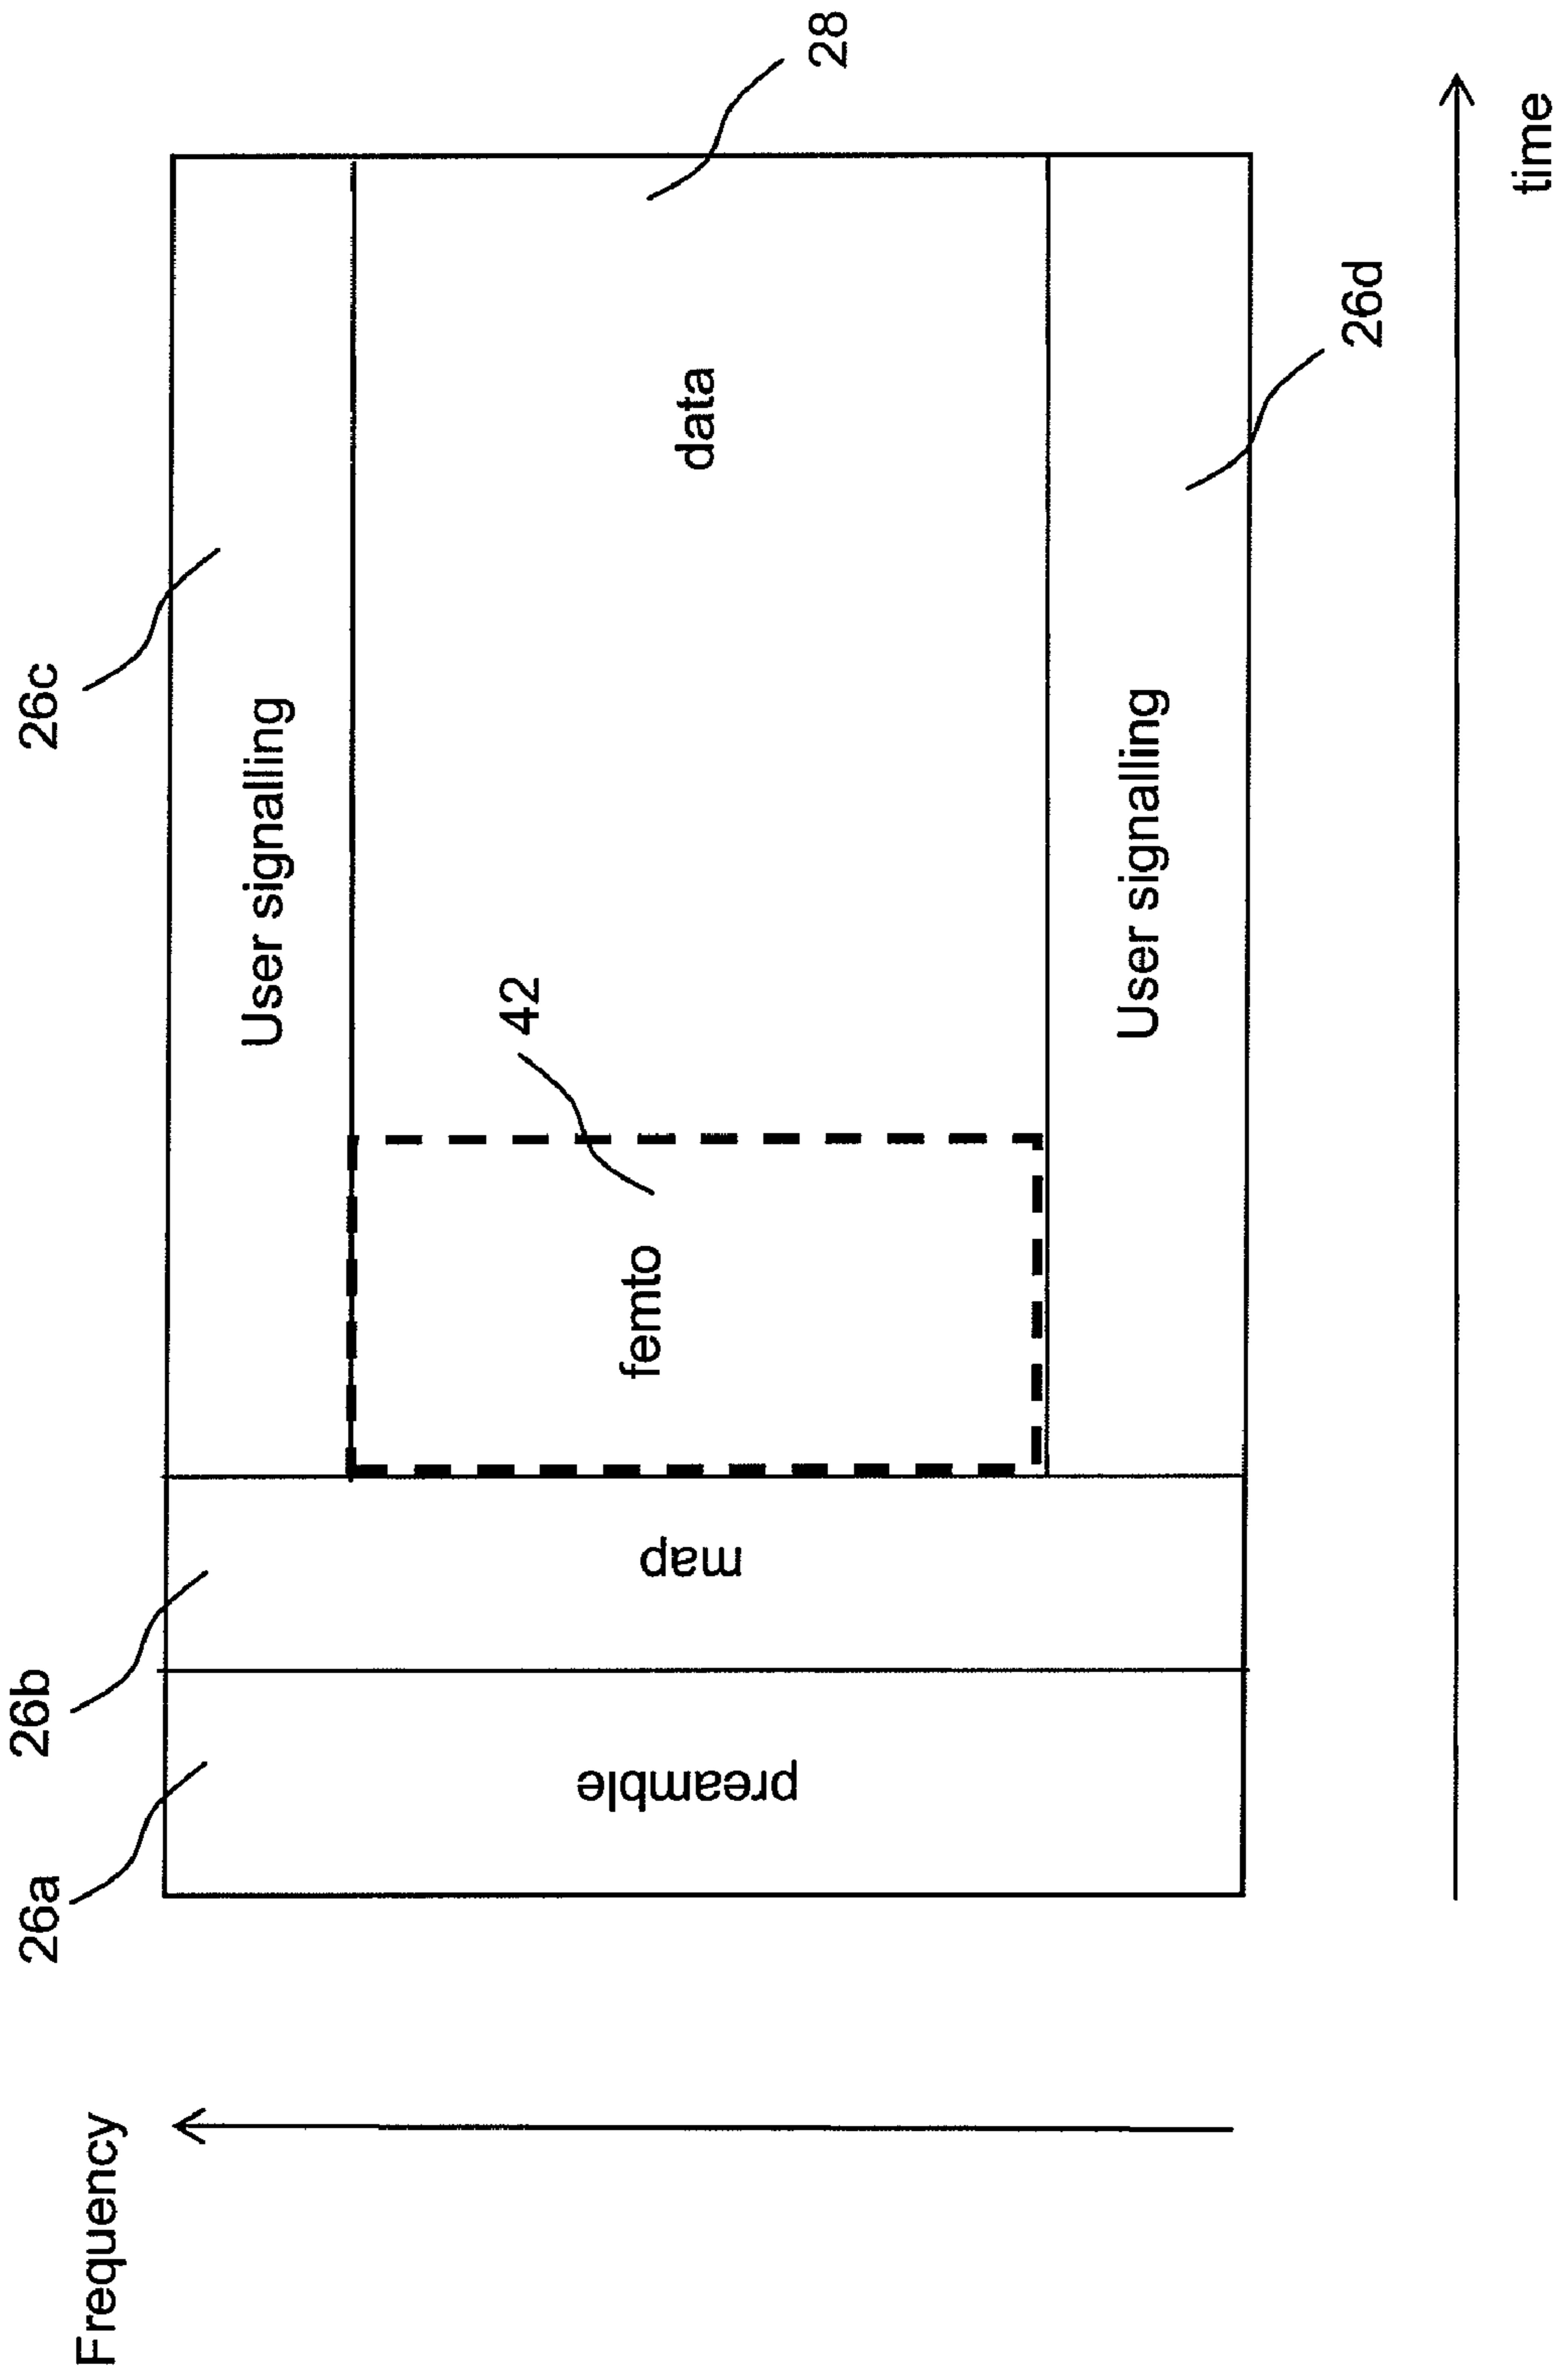 Frequency
26a
26b
26c
28
preamble
map
User signalling
42
femto
data
User signalling
26d
time